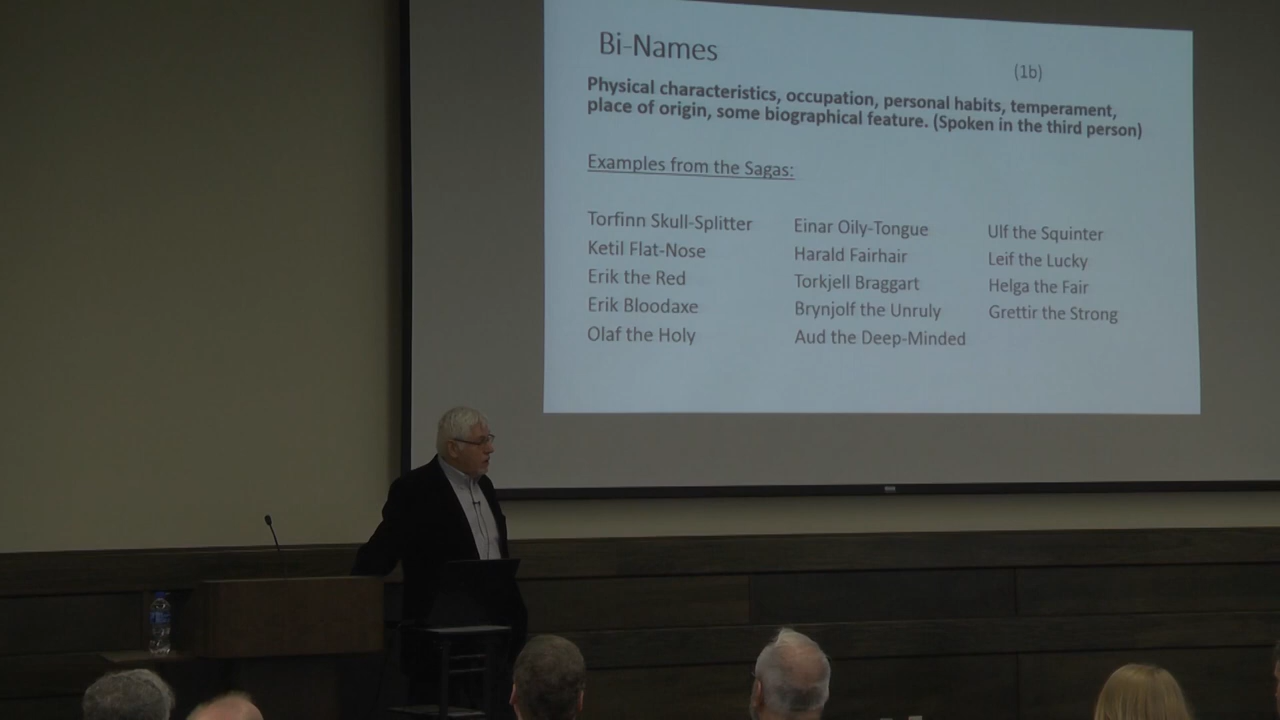 Bi-Names
(1b)
Physical characteristics, occupation, personal habits, temperament,
place of origin, some biographical feature. (Spoken in the third person)
Examples from the Sagas:
Torfinn Skull-Splitter
Ketil Flat-Nose
Erik the Red
Erik Bloodaxe
Olaf the Holy
Einar Oily-Tongue
Harald Fairhair
Torkjell Braggart
Brynjolf the Unruly
Aud the Deep-Minded
Ulf the Squinter
Leif the Lucky
Helga the Fair
Grettir the Strong